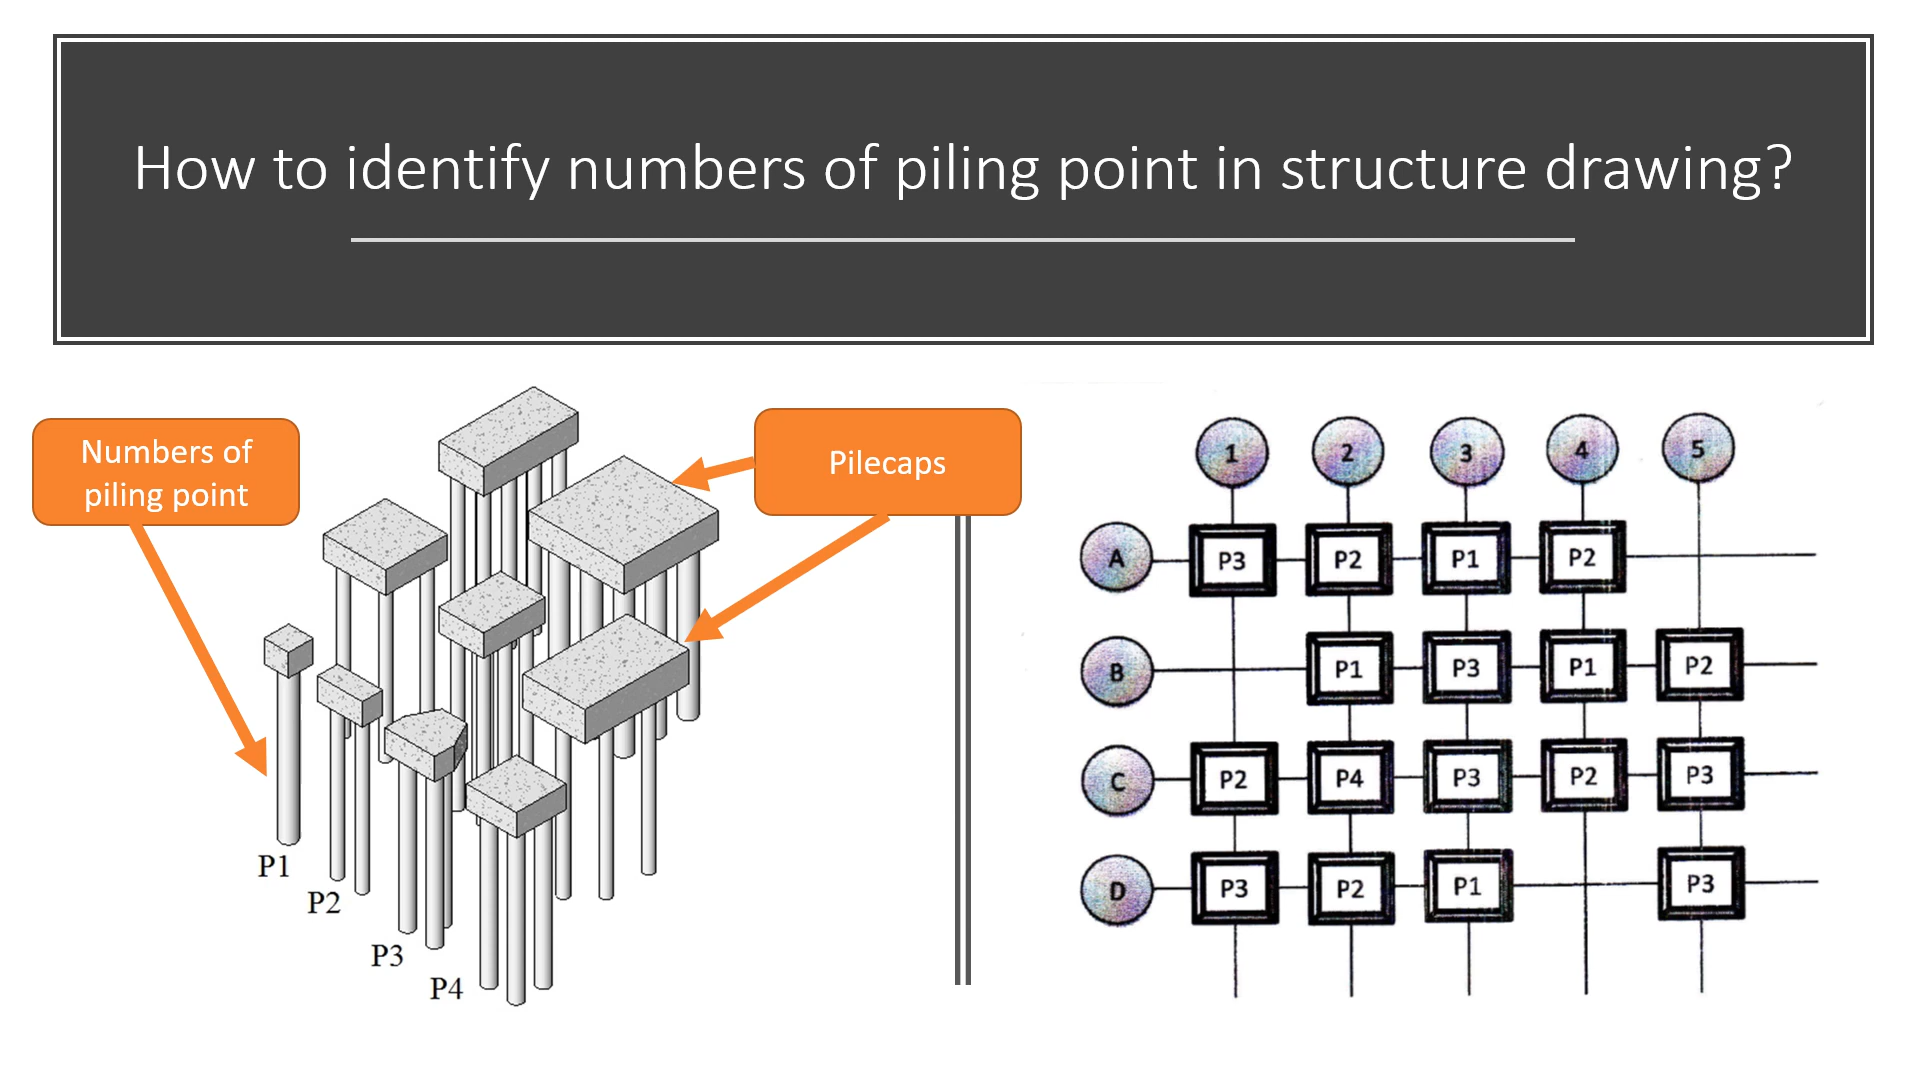 How to identify numbers of piling point in structure drawing?
Numbers of
piling point
Pilecaps
P1
P2
P3
P4
1 2 3 4 5
A P3 P2 P1 P2
B P1 P3 P1 P2
C P2 P4 P3 P2 P3
D P3 P2 P1 P3